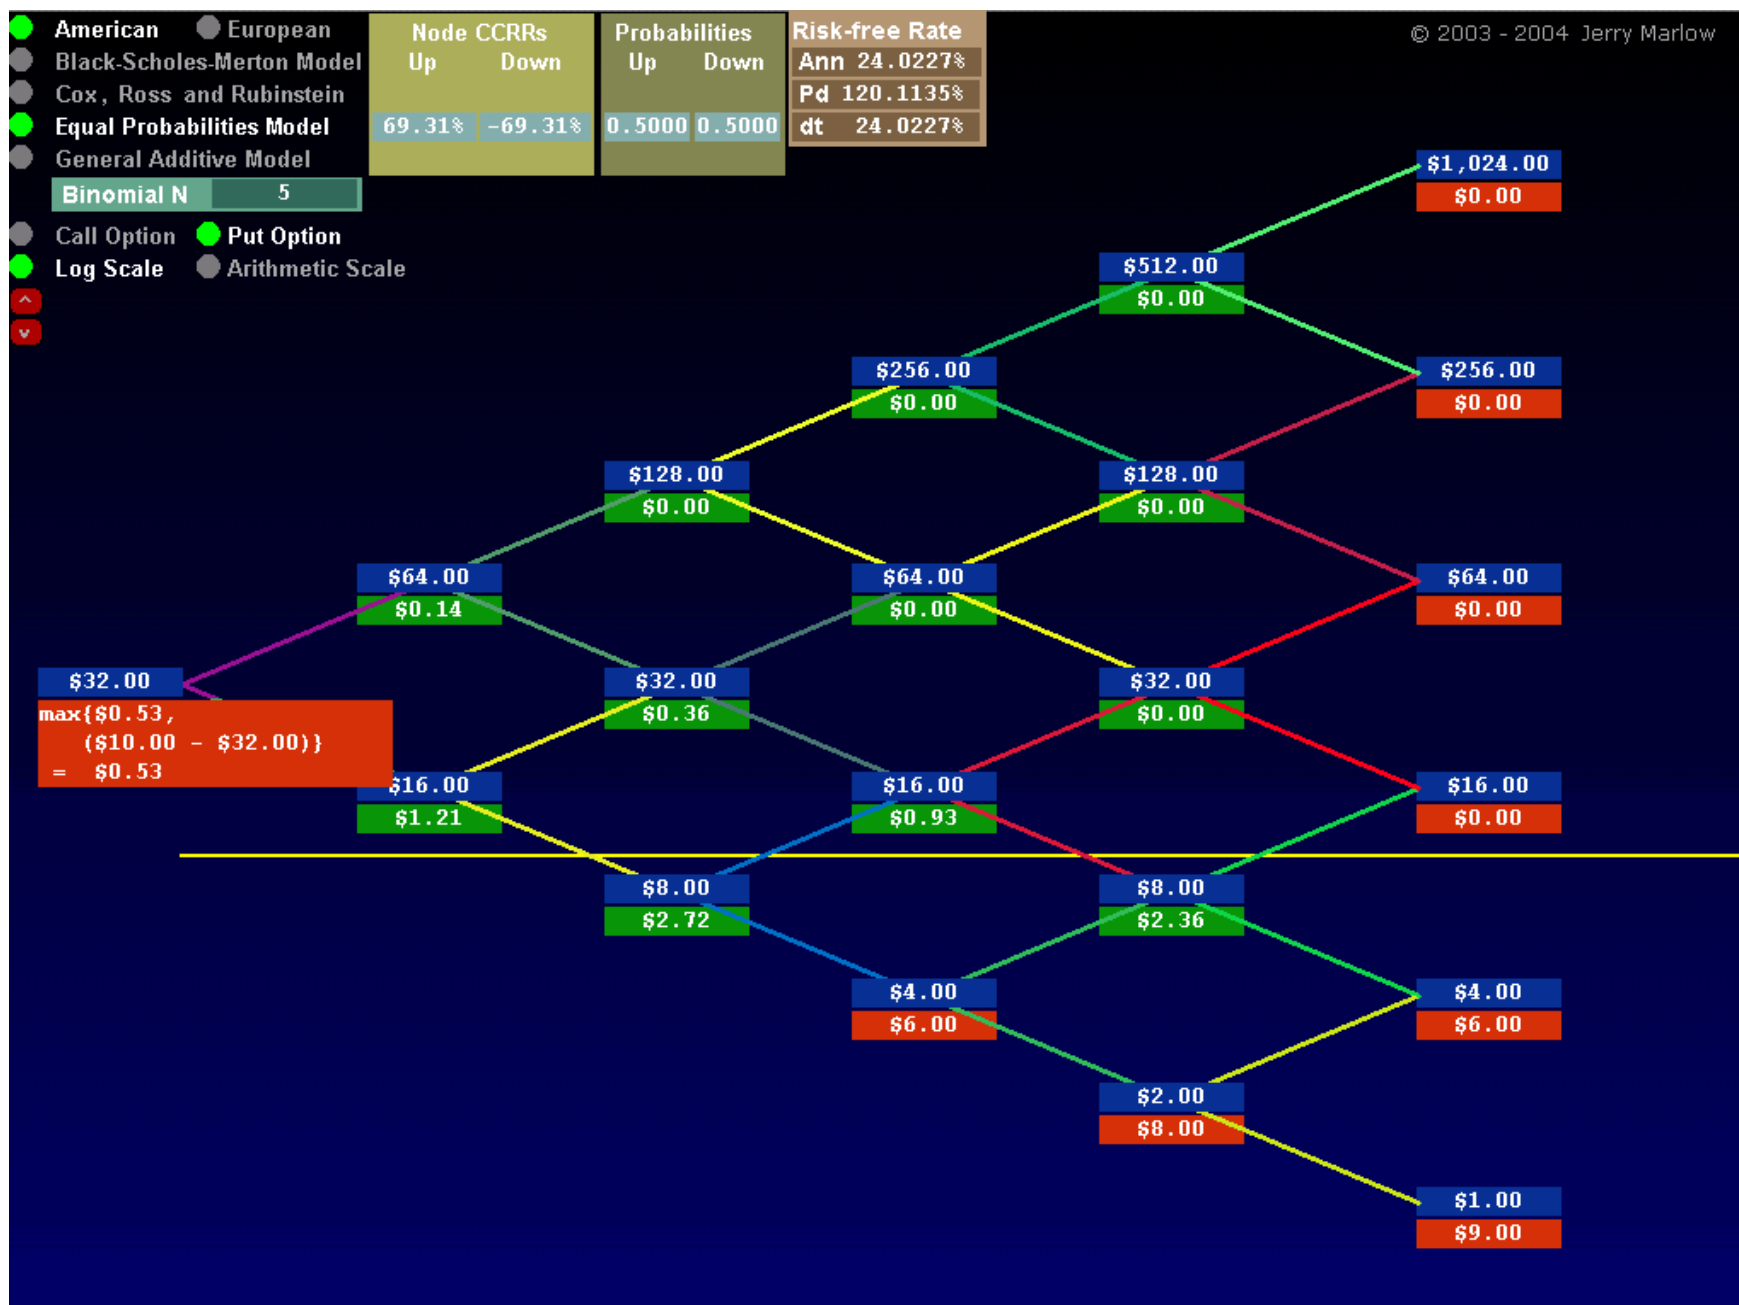 American European
Black-Scholes-Merton Model
Cox, Ross and Rubinstein
Equal Probabilities Model
General Additive Model
Binomial N 5
Call Option Put Option
Log Scale Arithmetic Scale
Node CCRRs
Up Down
69.31% -69.31%
Probabilities
Up Down
0.5000 0.5000
Risk-free Rate
Ann 24.0227%
Pd 120.1135%
dt 24.0227%
© 2003 - 2004 Jerry Marlow
$1,024.00
$0.00
$512.00
$0.00
$256.00 $256.00
$0.00 $0.00
$128.00 $128.00
$0.00 $0.00
$64.00 $64.00 $64.00
$0.14 $0.00 $0.00
$32.00 $32.00 $32.00
max{$0.53, $0.36 $0.00
($10.00 - $32.00)}
= $0.53
$16.00 $16.00 $16.00
$1.21 $0.93 $0.00
$8.00 $8.00
$2.72 $2.36
$4.00 $4.00
$6.00 $6.00
$2.00
$8.00
$1.00
$9.00